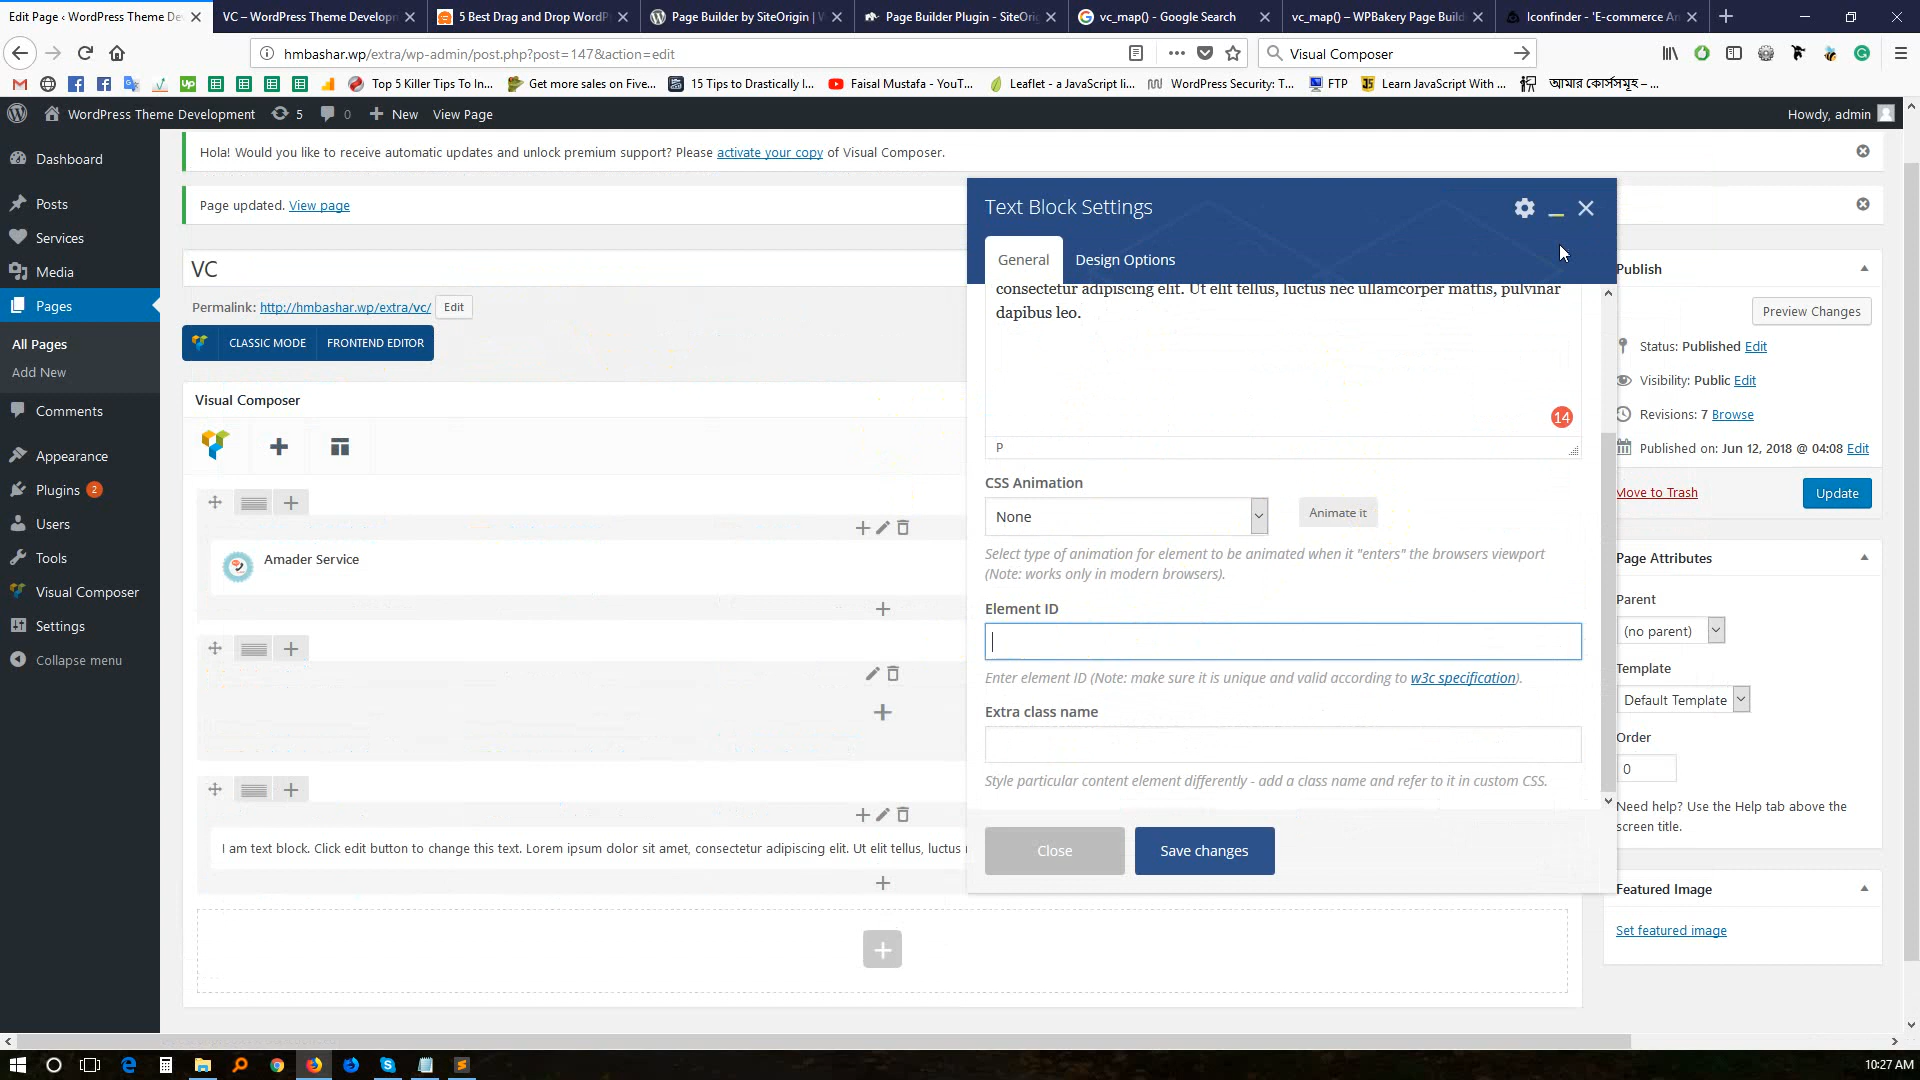 Edit Page ‹ WordPress Theme De
VC – WordPress Theme Developm
5 Best Drag and Drop WordP
Page Builder by SiteOrigin | W
Page Builder Plugin - SiteOri
vc_map() - Google Search
vc_map() – WPBakery Page Build
Iconfinder - 'E-commerce An
hmbashar.wp/extra/wp-admin/post.php?post=147&action=edit
Visual Composer
Top 5 Killer Tips To In...
Get more sales on Five...
15 Tips to Drastically I...
Faisal Mustafa - YouT...
Leaflet - a JavaScript li...
WordPress Security: T...
FTP
Learn JavaScript With ...
আমার কোর্সসমূহ – ...
WordPress Theme Development
5
0
New
View Page
Howdy, admin
Dashboard
Posts
Services
Media
Pages
All Pages
Add New
Comments
Appearance
Plugins 2
Users
Tools
Visual Composer
Settings
Collapse menu
Hola! Would you like to receive automatic updates and unlock premium support? Please activate your copy of Visual Composer.
Page updated. View page
VC
Permalink: http://hmbashar.wp/extra/vc/ Edit
CLASSIC MODE
FRONTEND EDITOR
Visual Composer
Amader Service
I am text block. Click edit button to change this text. Lorem ipsum dolor sit amet, consectetur adipiscing elit. Ut elit tellus, luctus n
Text Block Settings
General
Design Options
consectetur adipiscing elit. Ut elit tellus, luctus nec ullamcorper mattis, pulvinar
dapibus leo.
14
P
CSS Animation
None
Animate it
Select type of animation for element to be animated when it "enters" the browsers viewport
(Note: works only in modern browsers).
Element ID
Enter element ID (Note: make sure it is unique and valid according to w3c specification).
Extra class name
Style particular content element differently - add a class name and refer to it in custom CSS.
Close
Save changes
Publish
Preview Changes
Status: Published Edit
Visibility: Public Edit
Revisions: 7 Browse
Published on: Jun 12, 2018 @ 04:08 Edit
Move to Trash
Update
Page Attributes
Parent
(no parent)
Template
Default Template
Order
0
Need help? Use the Help tab above the
screen title.
Featured Image
Set featured image
10:27 AM